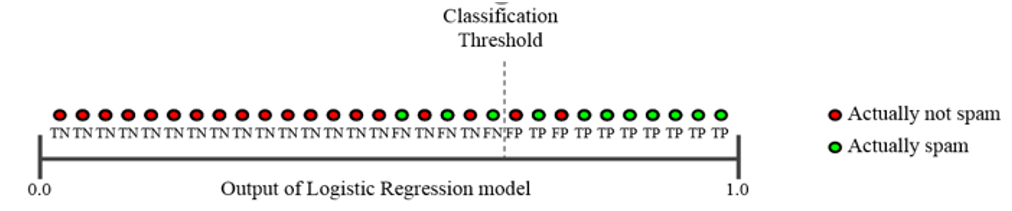 Classification
Threshold
Actually not spam
TN TN TN TN TN TN TN TN TN TN TN TN TN TN TN FN TN FN TN FN FP TP FP TP TP TP TP TP TP TP
Actually spam
0.0 Output of Logistic Regression model 1.0